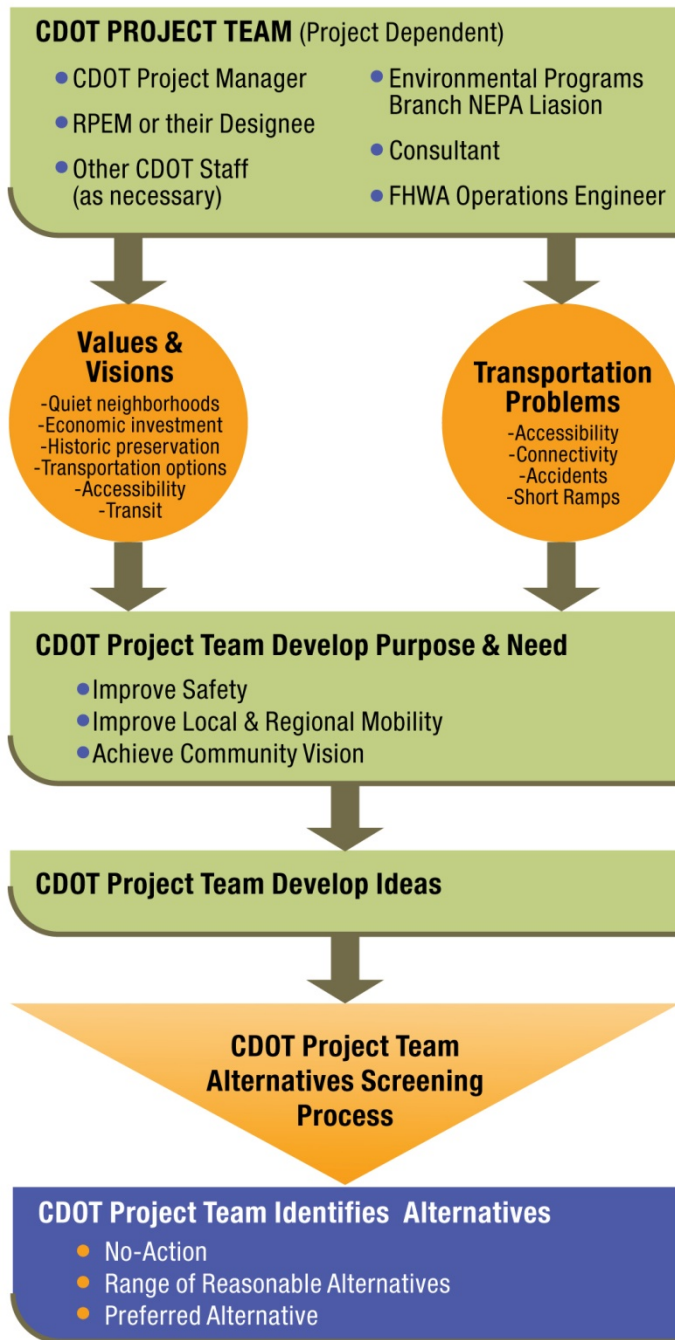 CDOT PROJECT TEAM (Project Dependent)
CDOT Project Manager
RPEM or their Designee
Other CDOT Staff
(as necessary)
Environmental Programs
Branch NEPA Liasion
Consultant
FHWA Operations Engineer
Values &
Visions
-Quiet neighborhoods
-Economic investment
-Historic preservation
-Transportation options
-Accessibility
-Transit
Transportation
Problems
-Accessibility
-Connectivity
-Accidents
-Short Ramps
CDOT Project Team Develop Purpose & Need
Improve Safety
Improve Local & Regional Mobility
Achieve Community Vision
CDOT Project Team Develop Ideas
CDOT Project Team
Alternatives Screening
Process
CDOT Project Team Identifies Alternatives
No-Action
Range of Reasonable Alternatives
Preferred Alternative